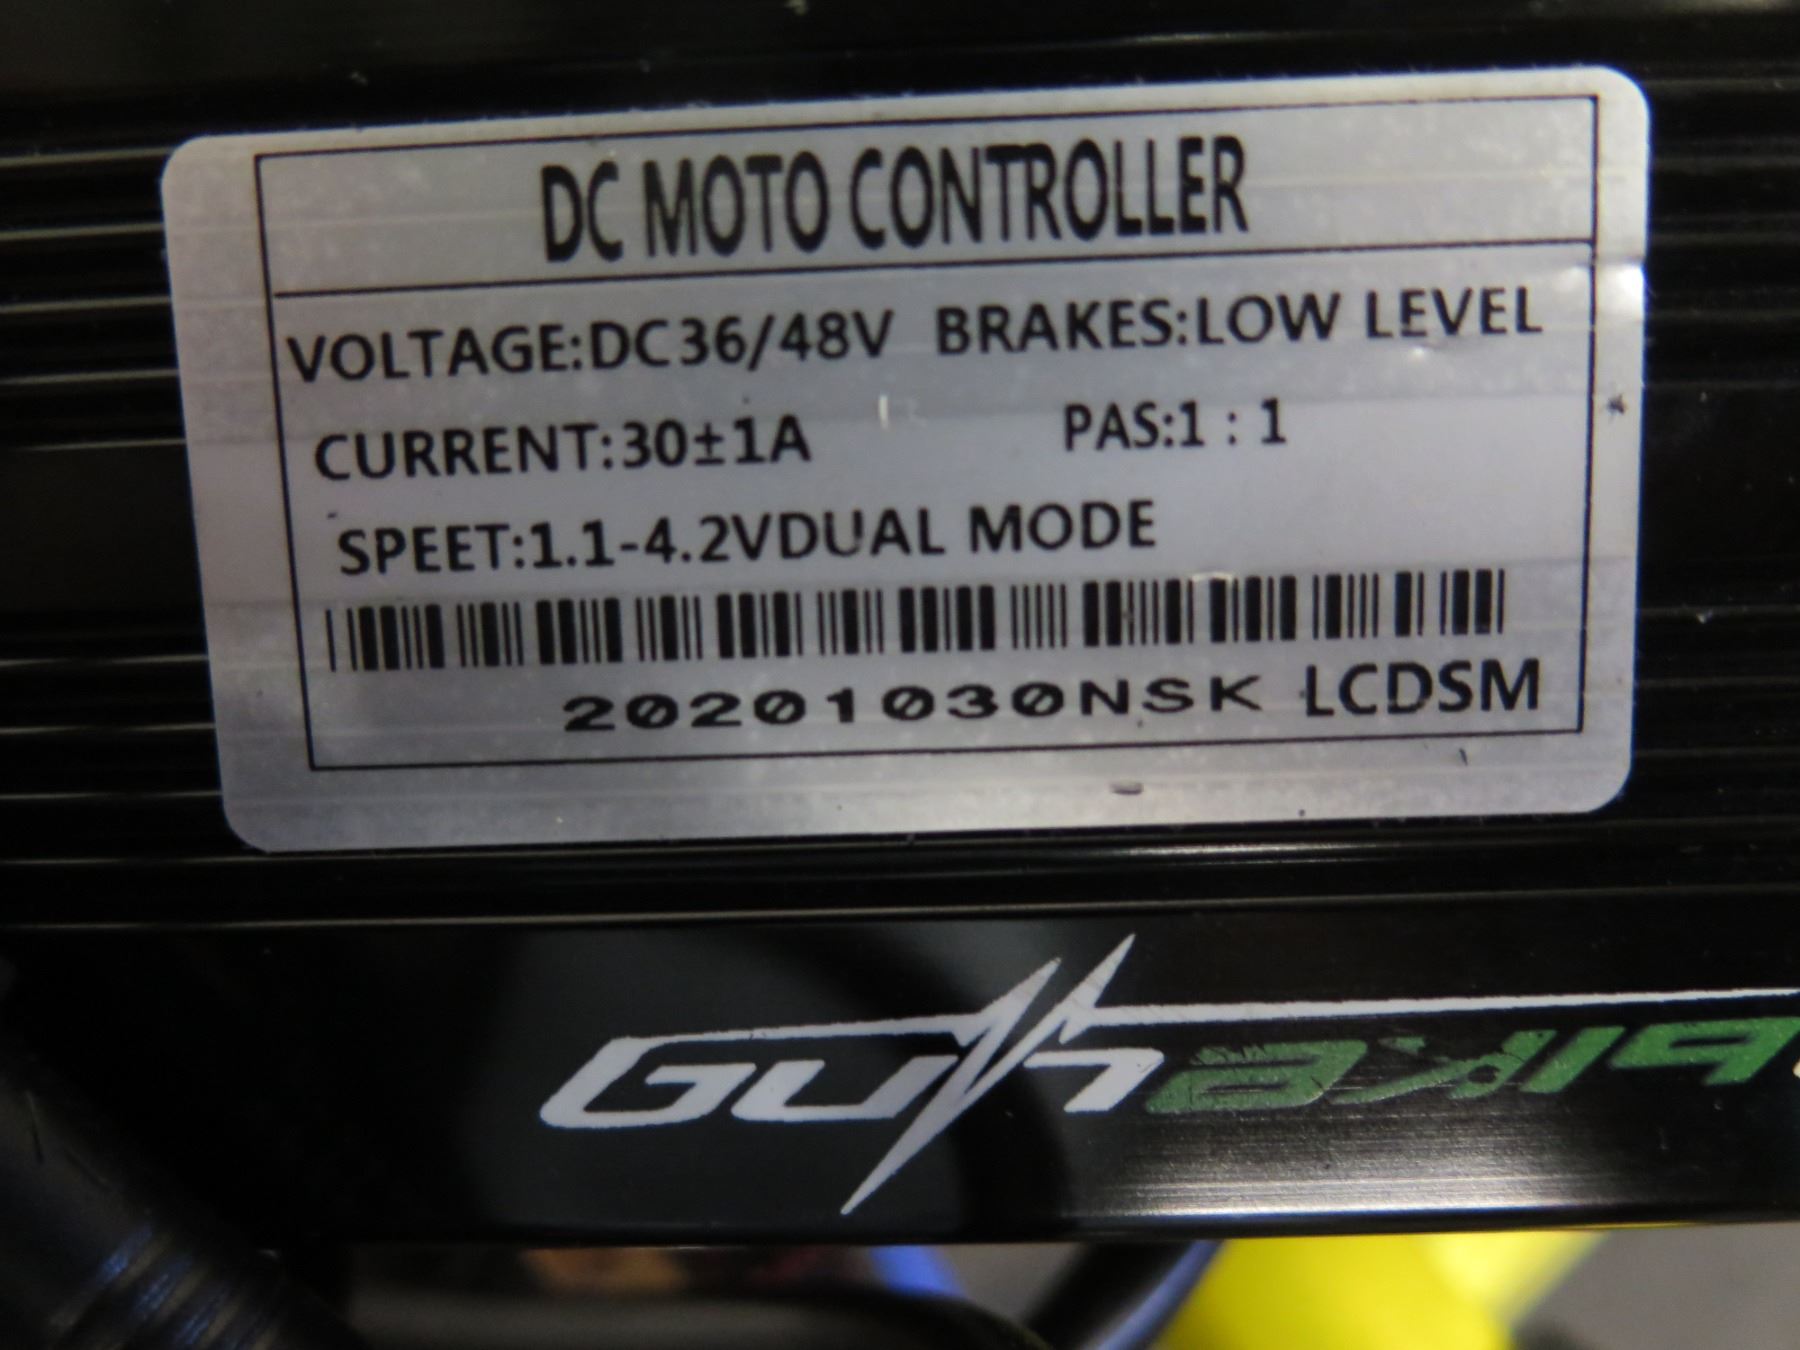 DC MOTO CONTROLLER
VOLTAGE:DC36/48V BRAKES:LOW LEVEL
CURRENT:30±1A PAS:1 : 1
SPEET:1.1-4.2VDUAL MODE
20201030NSK LCDSM